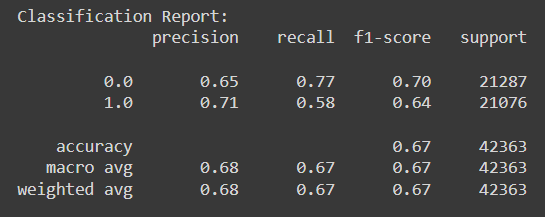 Classification Report:
precision recall f1-score support
0.0 0.65 0.77 0.70 21287
1.0 0.71 0.58 0.64 21076
accuracy 0.67 42363
macro avg 0.68 0.67 0.67 42363
weighted avg 0.68 0.67 0.67 42363